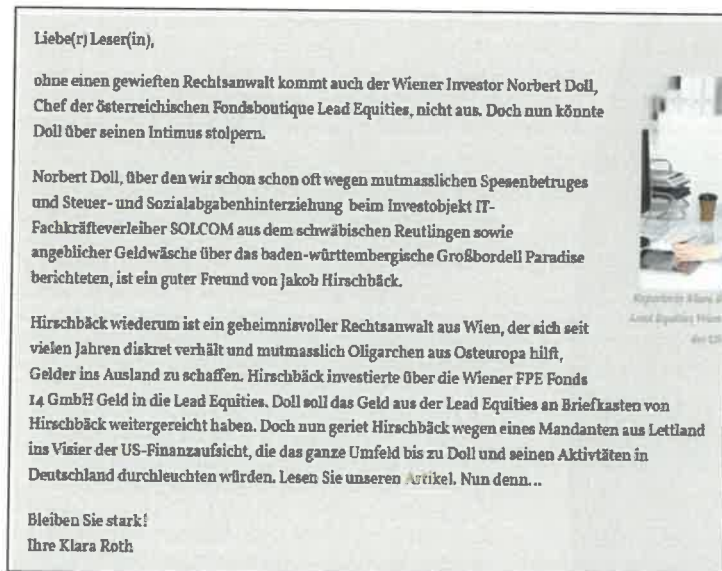 Liebe(r) Leser(in),
ohne einen gewieften Rechtsanwalt kommt auch der Wiener Investor Norbert Doll,
Chef der österreichischen Fondsboutique Lead Equities, nicht aus. Doch nun könnte
Doll über seinen Intimus stolpern.
Norbert Doll, über den wir schon schon oft wegen mutmasslichen Spesenbetruges
und Steuer- und Sozialabgabenhinterziehung beim Investobjekt IT-
Fachkräfteverleiher SOLCOM aus dem schwäbischen Reutlingen sowie
angeblicher Geldwäsche über das baden-württembergische Großbordell Paradise
berichteten, ist ein guter Freund von Jakob Hirschbäck.
Hirschbäck wiederum ist ein geheimnisvoller Rechtsanwalt aus Wien, der sich seit
vielen Jahren diskret verhält und mutmasslich Oligarchen aus Osteuropa hilft,
Gelder ins Ausland zu schaffen. Hirschbäck investierte über die Wiener FPE Fonds
14 GmbH Geld in die Lead Equities. Doll soll das Geld aus der Lead Equities an Briefkasten von
Hirschbäck weitergereicht haben. Doch nun geriet Hirschbäck wegen eines Mandanten aus Lettland
ins Visier der US-Finanzaufsicht, die das ganze Umfeld bis zu Doll und seinen Aktivtäten in
Deutschland durchleuchten würden. Lesen Sie unseren Artikel. Nun denn...
Bleiben Sie stark!
Ihre Klara Roth